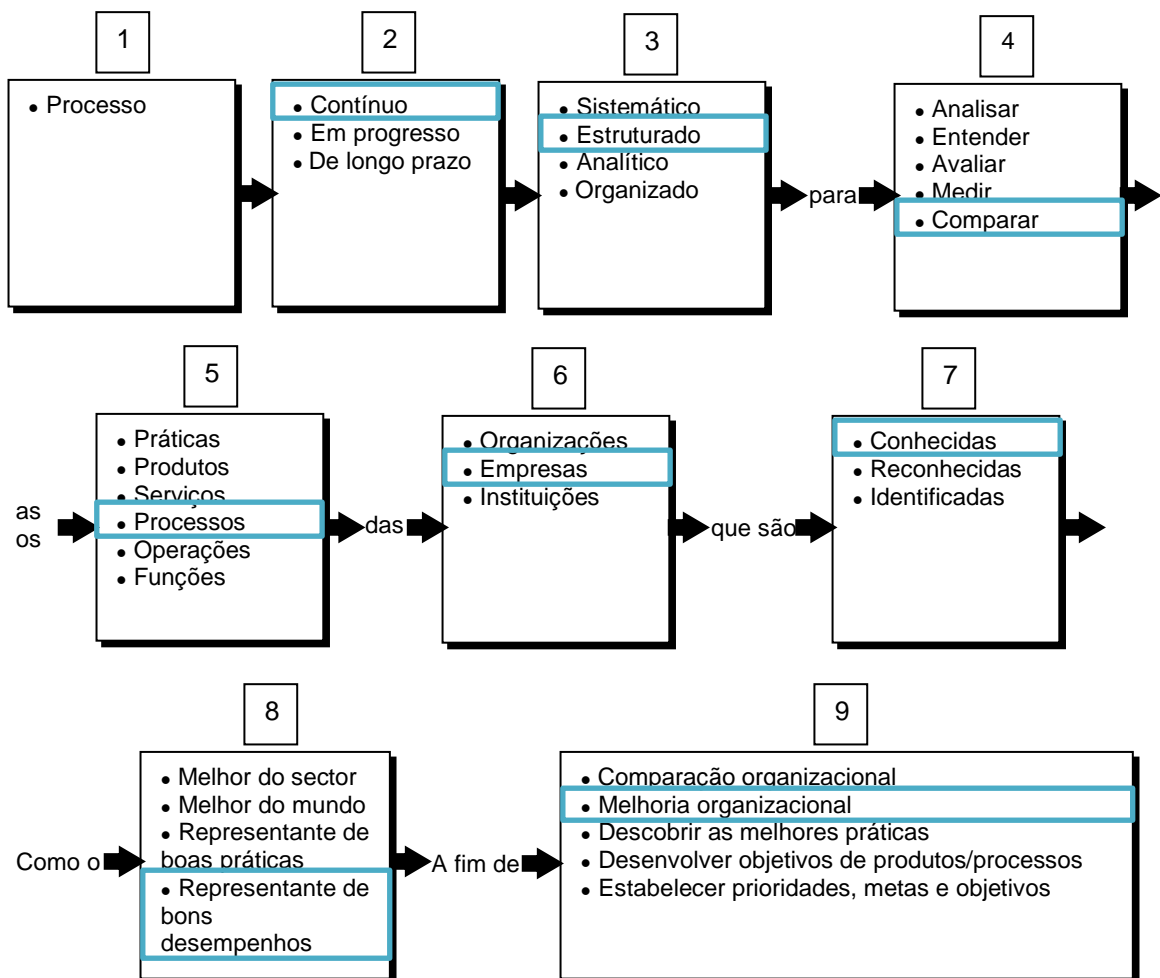 1
• Processo
2
• Contínuo
• Em progresso
• De longo prazo
3
• Sistemático
• Estruturado
• Analítico
• Organizado
para
4
• Analisar
• Entender
• Avaliar
• Medir
• Comparar
as
os
5
• Práticas
• Produtos
• Serviços
• Processos
• Operações
• Funções
das
6
• Organizações
• Empresas
• Instituições
que são
7
• Conhecidas
• Reconhecidas
• Identificadas
Como o
8
• Melhor do sector
• Melhor do mundo
• Representante de
boas práticas
• Representante de
bons
desempenhos
A fim de
9
• Comparação organizacional
• Melhoria organizacional
• Descobrir as melhores práticas
• Desenvolver objetivos de produtos/processos
• Estabelecer prioridades, metas e objetivos